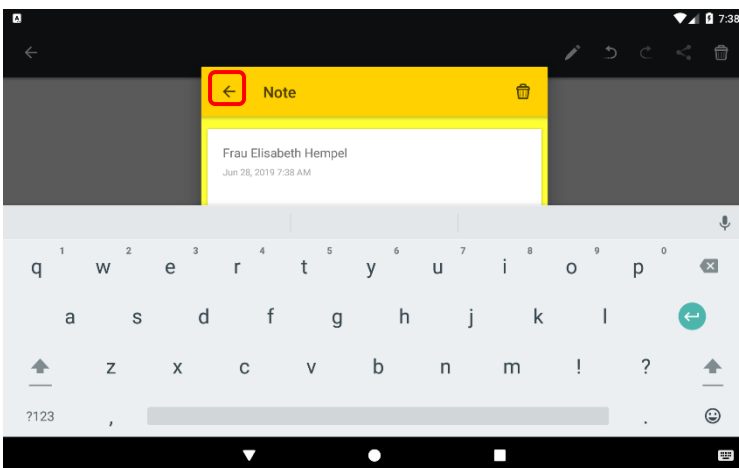 A
7:38
Note
Frau Elisabeth Hempel
Jun 28, 2019 7:38 AM
q 1 w 2 e 3 r 4 t 5 y 6 u 7 i 8 o 9 p 0
a s d f g h j k l
z x c v b n m ! ?
?123 , .